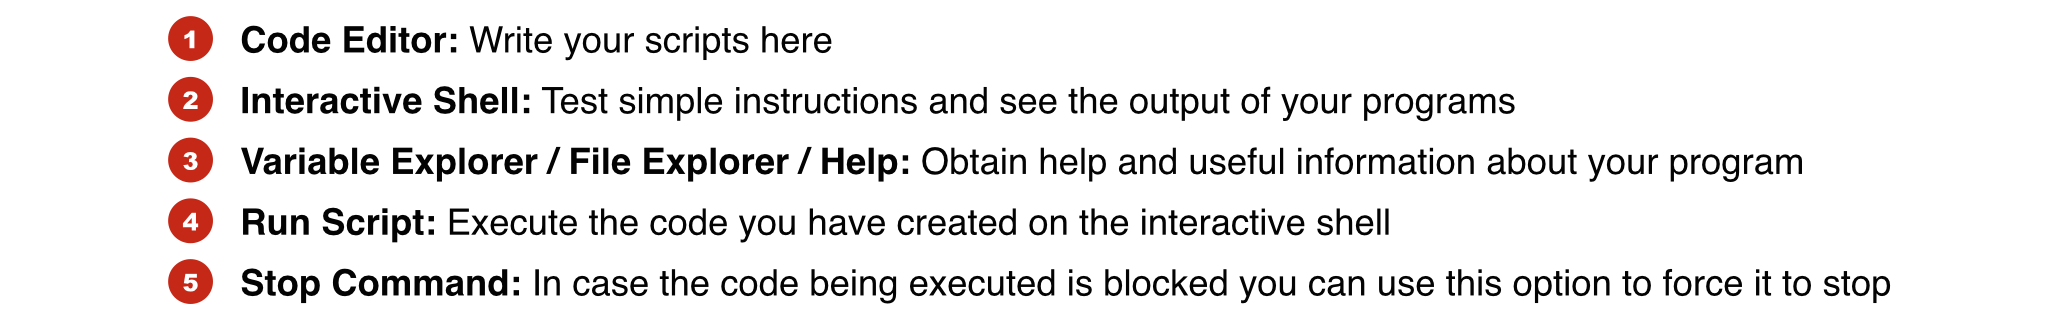 1 Code Editor: Write your scripts here
2 Interactive Shell: Test simple instructions and see the output of your programs
3 Variable Explorer / File Explorer / Help: Obtain help and useful information about your program
4 Run Script: Execute the code you have created on the interactive shell
5 Stop Command: In case the code being executed is blocked you can use this option to force it to stop